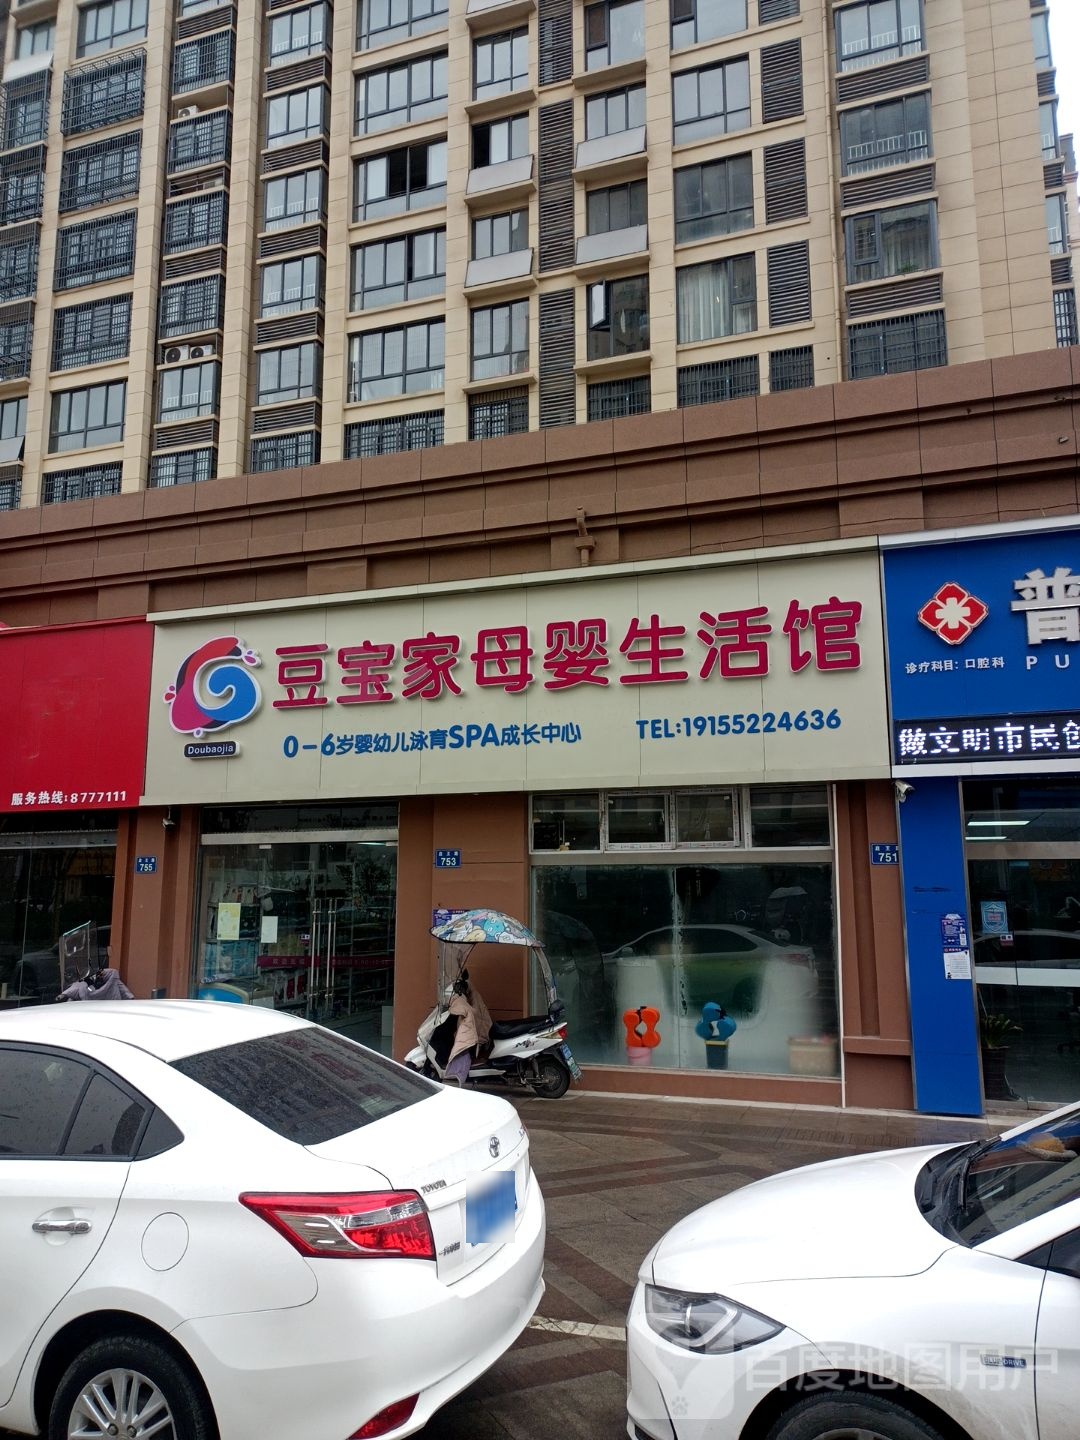 豆宝家母婴生活馆
Doubaojia
0-6岁婴幼儿泳育SPA成长中心
TEL:19155224636
服务热线:8777111
普
诊疗科目:口腔科
PU
做文明市民创
755
753
751
TOYOTA
百度地图用户